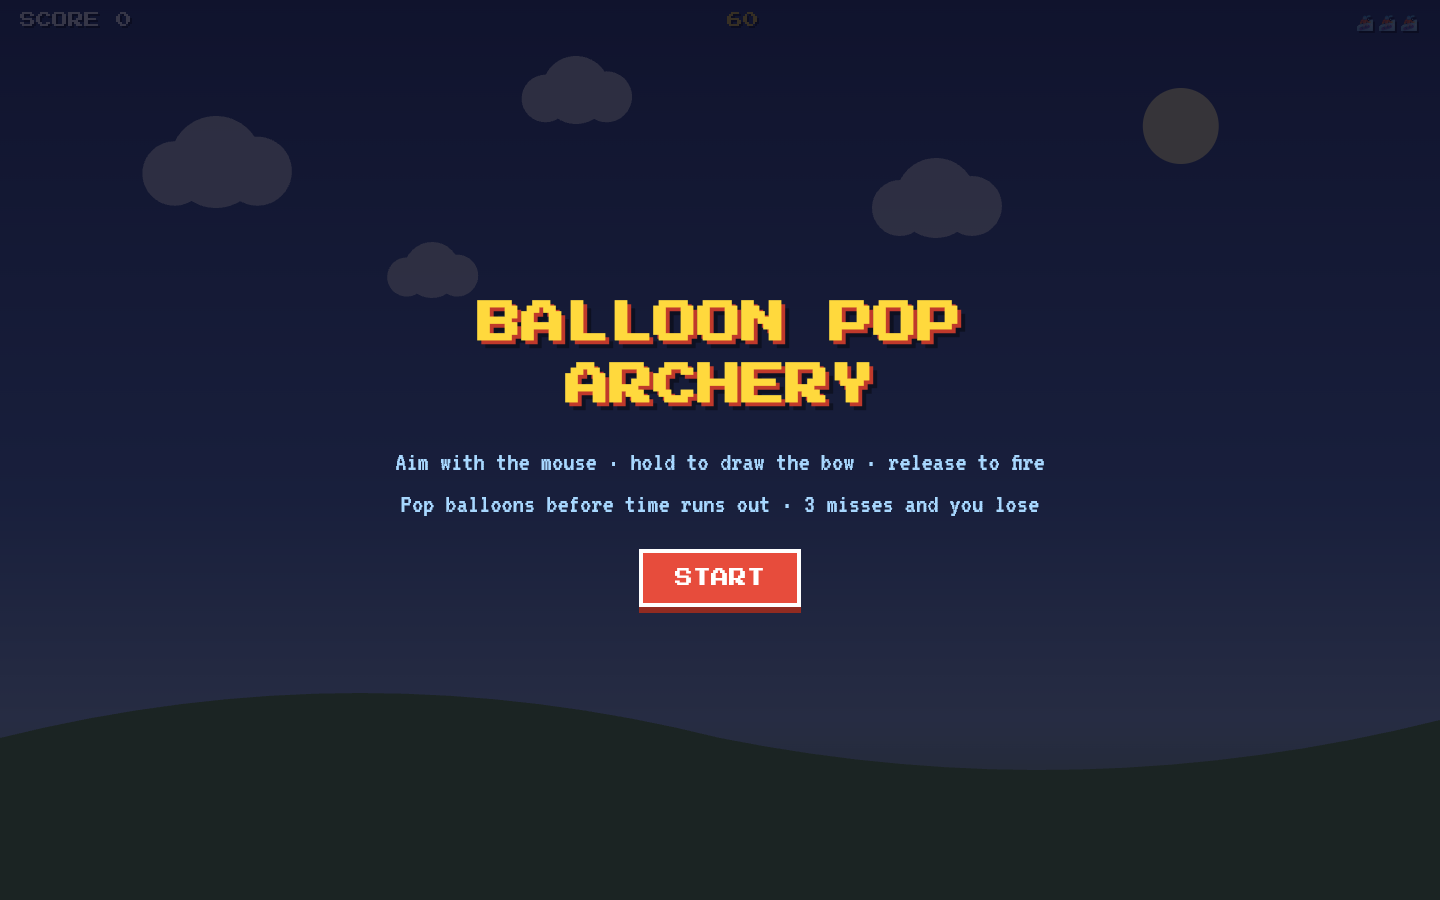 SCORE 0
60
BALLOON POP
ARCHERY
Aim with the mouse · hold to draw the bow · release to fire
Pop balloons before time runs out · 3 misses and you lose
START